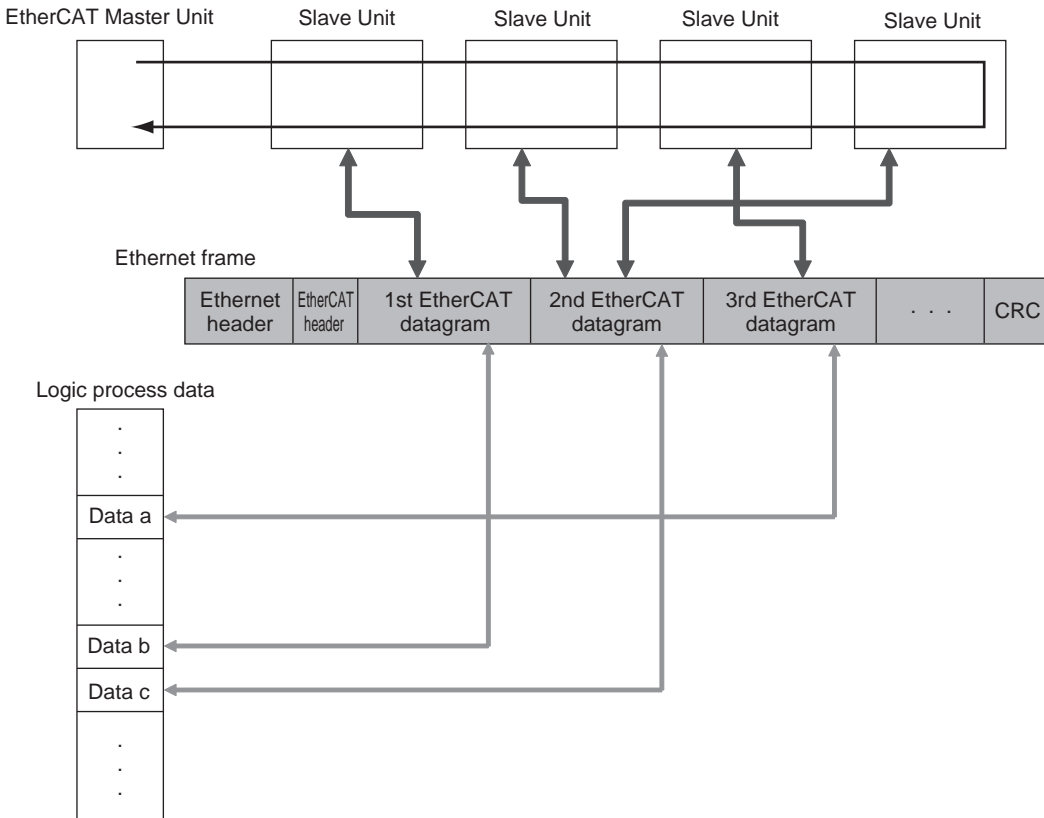 EtherCAT Master Unit
Slave Unit
Slave Unit
Slave Unit
Slave Unit
Ethernet frame
Ethernet
header
EtherCAT
header
1st EtherCAT
datagram
2nd EtherCAT
datagram
3rd EtherCAT
datagram
· · ·
CRC
Logic process data
·
·
·
Data a
·
·
·
Data b
Data c
·
·
·